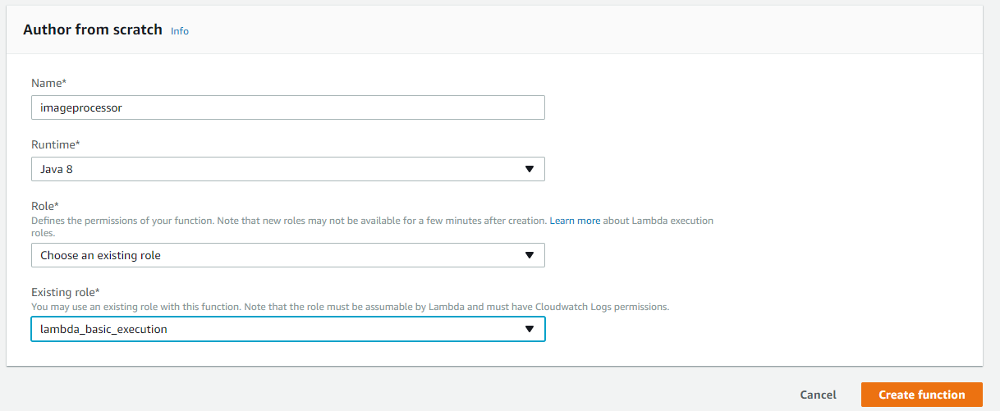 Author from scratch Info
Name*
imageprocessor
Runtime*
Java 8
Role*
Defines the permissions of your function. Note that new roles may not be available for a few minutes after creation. Learn more about Lambda execution
roles.
Choose an existing role
Existing role*
You may use an existing role with this function. Note that the role must be assumable by Lambda and must have Cloudwatch Logs permissions.
lambda_basic_execution
Cancel Create function